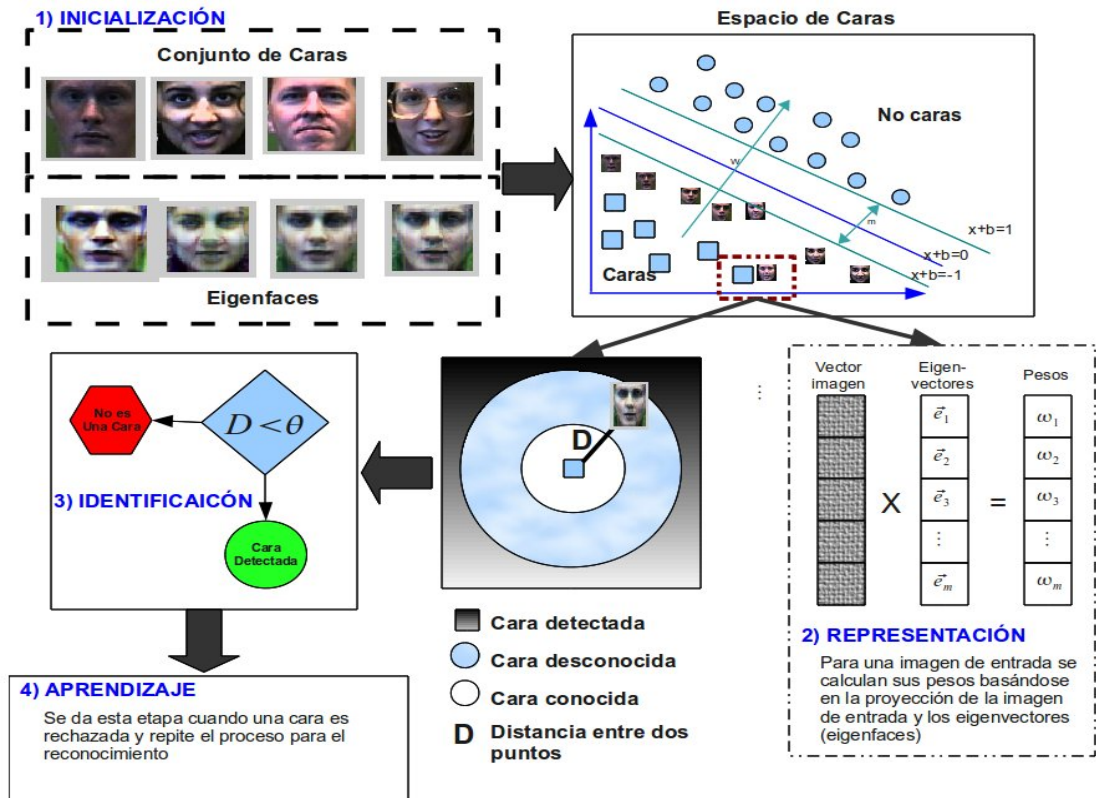 1) INICIALIZACIÓN
Conjunto de Caras
Eigenfaces
Espacio de Caras
No caras
W
m
x+b=1
x+b=0
x+b=-1
Caras
No es
Una Cara
D<θ
3) IDENTIFICAICÓN
Cara
Detectada
D
Vector
imagen
Eigen-
vectores
Pesos
⋮
e⃗₁
e⃗₂
e⃗₃
⋮
e⃗ₘ
X
=
ω₁
ω₂
ω₃
⋮
ωₘ
Cara detectada
Cara desconocida
Cara conocida
D Distancia entre dos
puntos
2) REPRESENTACIÓN
Para una imagen de entrada se
calculan sus pesos basándose
en la proyección de la imagen
de entrada y los eigenvectores
(eigenfaces)
4) APRENDIZAJE
Se da esta etapa cuando una cara es
rechazada y repite el proceso para el
reconocimiento